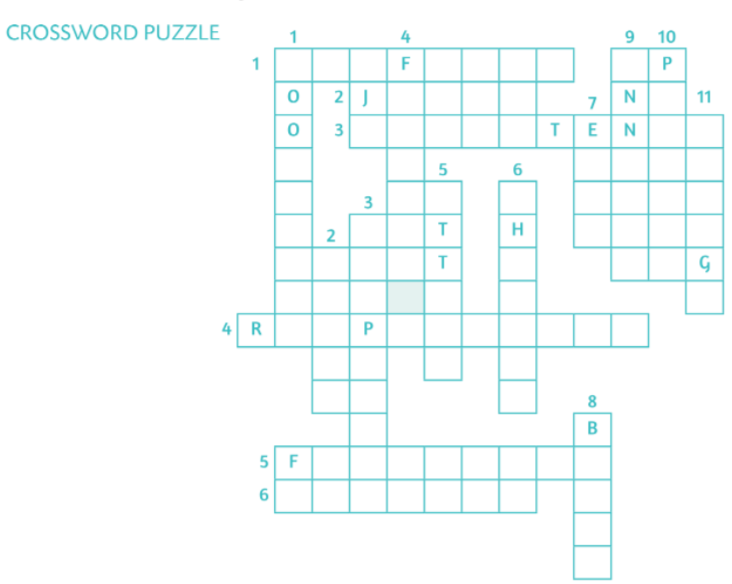 CROSSWORD PUZZLE
1 4 9 10
1 F P
O 2 J 7 N 11
O 3 T E N
5 6
3
2 T H
T G
4 R P
8
B
5 F
6